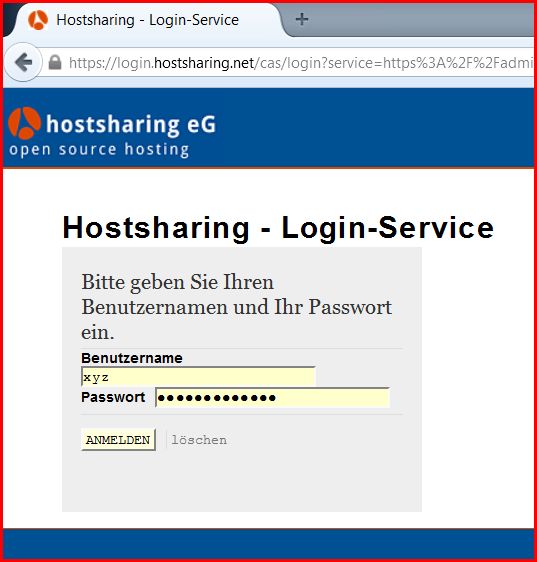 Hostsharing - Login-Service
https://login.hostsharing.net/cas/login?service=https%3A%2F%2Fadmi
hostsharing eG
open source hosting
Hostsharing - Login-Service
Bitte geben Sie Ihren
Benutzernamen und Ihr Passwort
ein.
Benutzername
xyz
Passwort ●●●●●●●●●●●●●
ANMELDEN löschen